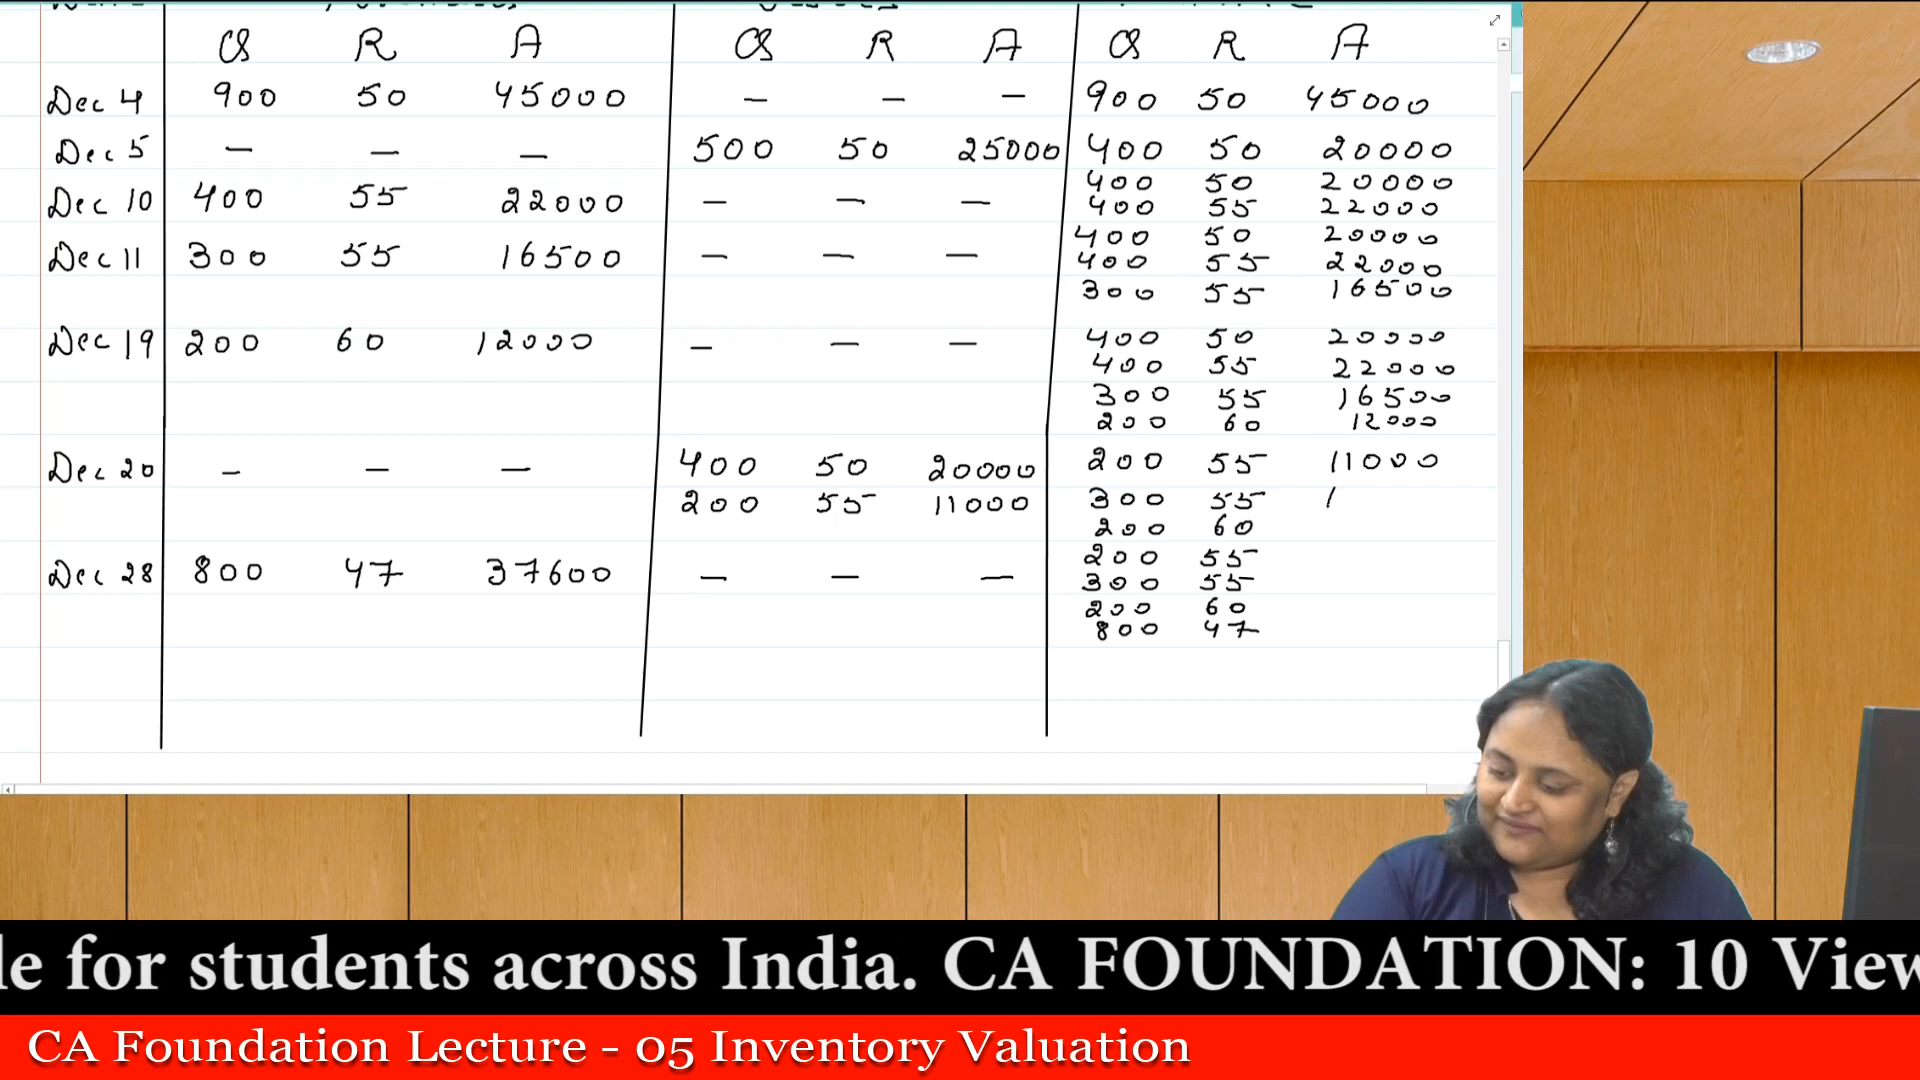 Q R A Q R A Q R A
Dec 4 900 50 45000 — — — 900 50 45000
Dec 5 — — — 500 50 25000 400 50 20000
400 50 20000
Dec 10 400 55 22000 — — — 400 55 22000
400 50 20000
Dec 11 300 55 16500 — — — 400 55 22000
300 55 16500
Dec 19 200 60 12000 — — — 400 50 20000
400 55 22000
300 55 16500
200 60 12000
Dec 20 — — — 400 50 20000 200 55 11000
200 55 11000 300 55 1
200 60
200 55
Dec 28 800 47 37600 — — — 300 55
200 60
800 47
le for students across India. CA FOUNDATION: 10 View
CA Foundation Lecture - 05 Inventory Valuation